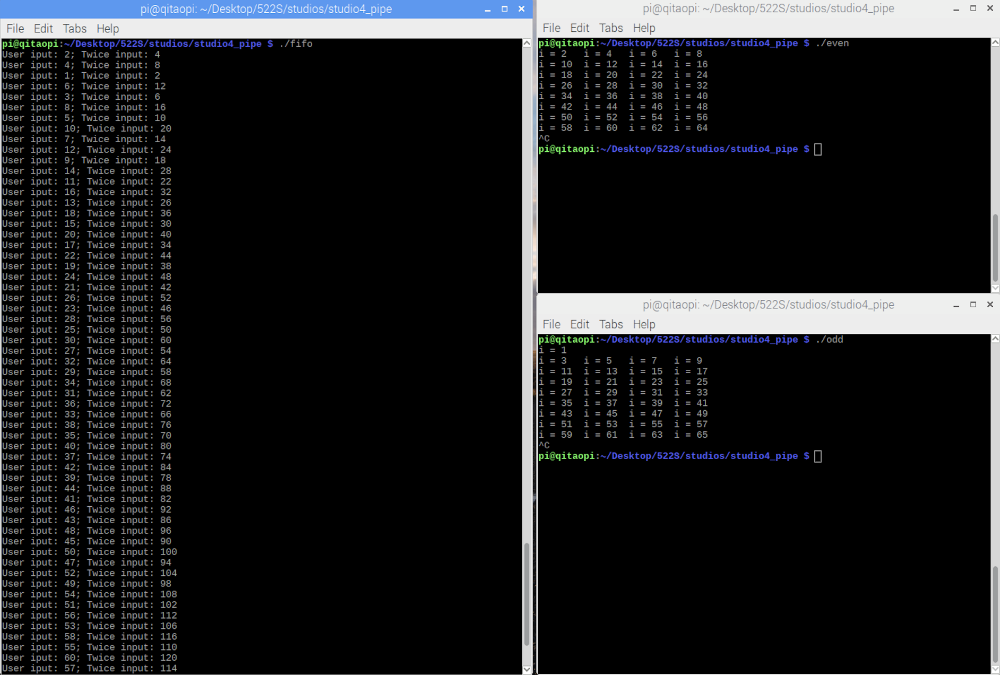 pi@qitaopi: ~/Desktop/522S/studios/studio4_pipe
File Edit Tabs Help
pi@qitaopi:~/Desktop/522S/studios/studio4_pipe $ ./fifo
User iput: 2; Twice input: 4
User iput: 4; Twice input: 8
User iput: 1; Twice input: 2
User iput: 6; Twice input: 12
User iput: 3; Twice input: 6
User iput: 8; Twice input: 16
User iput: 5; Twice input: 10
User iput: 10; Twice input: 20
User iput: 7; Twice input: 14
User iput: 12; Twice input: 24
User iput: 9; Twice input: 18
User iput: 14; Twice input: 28
User iput: 11; Twice input: 22
User iput: 16; Twice input: 32
User iput: 13; Twice input: 26
User iput: 18; Twice input: 36
User iput: 15; Twice input: 30
User iput: 20; Twice input: 40
User iput: 17; Twice input: 34
User iput: 22; Twice input: 44
User iput: 19; Twice input: 38
User iput: 24; Twice input: 48
User iput: 21; Twice input: 42
User iput: 26; Twice input: 52
User iput: 23; Twice input: 46
User iput: 28; Twice input: 56
User iput: 25; Twice input: 50
User iput: 30; Twice input: 60
User iput: 27; Twice input: 54
User iput: 32; Twice input: 64
User iput: 29; Twice input: 58
User iput: 34; Twice input: 68
User iput: 31; Twice input: 62
User iput: 36; Twice input: 72
User iput: 33; Twice input: 66
User iput: 38; Twice input: 76
User iput: 35; Twice input: 70
User iput: 40; Twice input: 80
User iput: 37; Twice input: 74
User iput: 42; Twice input: 84
User iput: 39; Twice input: 78
User iput: 44; Twice input: 88
User iput: 41; Twice input: 82
User iput: 46; Twice input: 92
User iput: 43; Twice input: 86
User iput: 48; Twice input: 96
User iput: 45; Twice input: 90
User iput: 50; Twice input: 100
User iput: 47; Twice input: 94
User iput: 52; Twice input: 104
User iput: 49; Twice input: 98
User iput: 54; Twice input: 108
User iput: 51; Twice input: 102
User iput: 56; Twice input: 112
User iput: 53; Twice input: 106
User iput: 58; Twice input: 116
User iput: 55; Twice input: 110
User iput: 60; Twice input: 120
User iput: 57; Twice input: 114
pi@qitaopi: ~/Desktop/522S/studios/studio4_pipe
File Edit Tabs Help
pi@qitaopi:~/Desktop/522S/studios/studio4_pipe $ ./even
i = 2 i = 4 i = 6 i = 8
i = 10 i = 12 i = 14 i = 16
i = 18 i = 20 i = 22 i = 24
i = 26 i = 28 i = 30 i = 32
i = 34 i = 36 i = 38 i = 40
i = 42 i = 44 i = 46 i = 48
i = 50 i = 52 i = 54 i = 56
i = 58 i = 60 i = 62 i = 64
^C
pi@qitaopi:~/Desktop/522S/studios/studio4_pipe $
pi@qitaopi: ~/Desktop/522S/studios/studio4_pipe
File Edit Tabs Help
pi@qitaopi:~/Desktop/522S/studios/studio4_pipe $ ./odd
i = 1
i = 3 i = 5 i = 7 i = 9
i = 11 i = 13 i = 15 i = 17
i = 19 i = 21 i = 23 i = 25
i = 27 i = 29 i = 31 i = 33
i = 35 i = 37 i = 39 i = 41
i = 43 i = 45 i = 47 i = 49
i = 51 i = 53 i = 55 i = 57
i = 59 i = 61 i = 63 i = 65
^C
pi@qitaopi:~/Desktop/522S/studios/studio4_pipe $